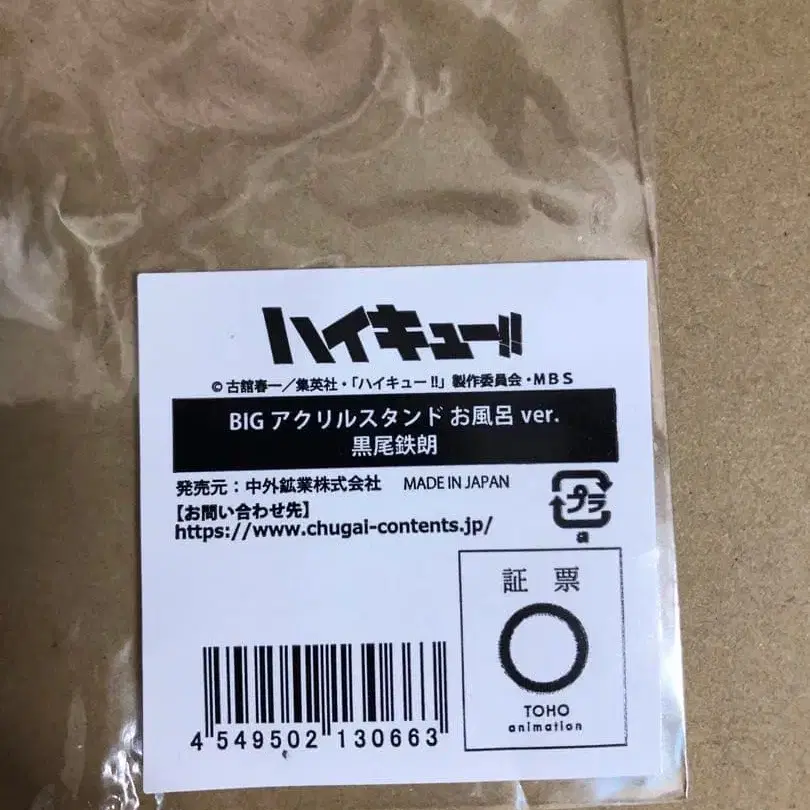 ハイキュー!!
©古舘春一／集英社・「ハイキュー!!」製作委員会・MBS
BIG アクリルスタンド お風呂 ver.
黒尾鉄朗
発売元：中外鉱業株式会社 MADE IN JAPAN
【お問い合わせ先】
https://www.chugai-contents.jp/
プラ
a
証 票
TOHO
animation
4 549502 130663